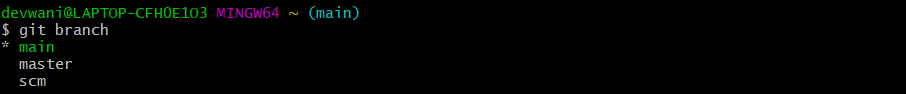 devwani@LAPTOP-CFH0E1O3 MINGW64 ~ (main)
$ git branch
* main
  master
  scm